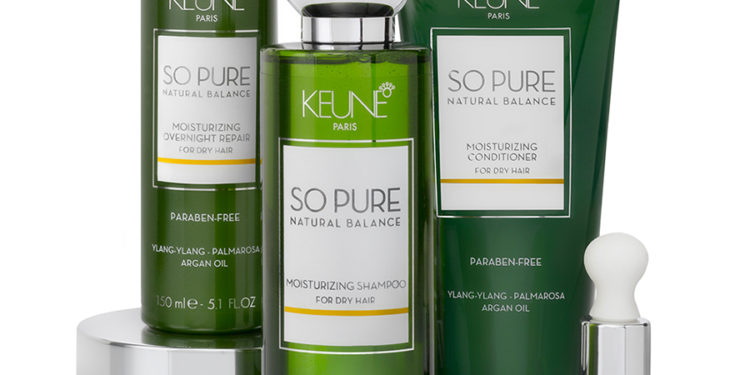 KEUNE
PARIS
SO PURE
NATURAL BALANCE
MOISTURIZING
OVERNIGHT REPAIR
FOR DRY HAIR
PARABEN-FREE
YLANG-YLANG - PALMAROSA
ARGAN OIL
150 ml e - 5.1 FL.OZ
KEUNE
PARIS
SO PURE
NATURAL BALANCE
MOISTURIZING SHAMPOO
FOR DRY HAIR
KEUNE
PARIS
SO PURE
NATURAL BALANCE
MOISTURIZING
CONDITIONER
FOR DRY HAIR
PARABEN-FREE
YLANG-YLANG - PALMAROSA
ARGAN OIL